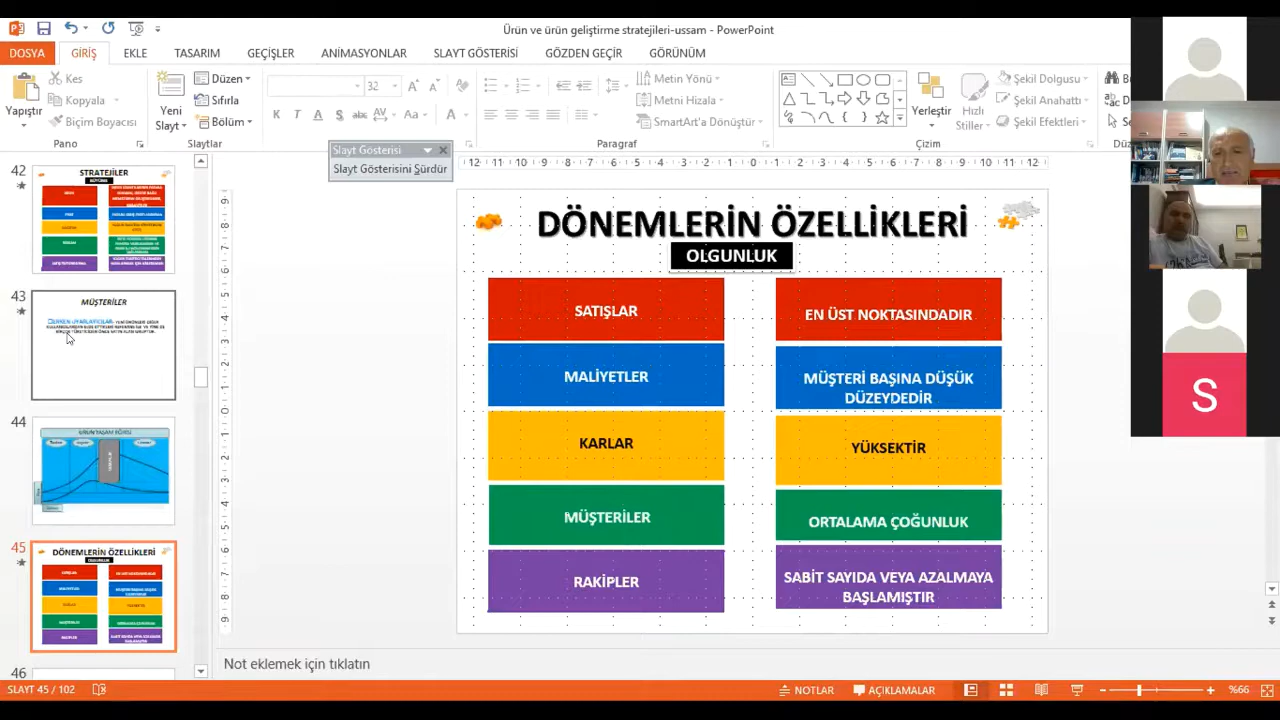 Ürün ve ürün geliştirme stratejileri-ussam - PowerPoint
DOSYA GİRİŞ EKLE TASARIM GEÇİŞLER ANİMASYONLAR SLAYT GÖSTERİSİ GÖZDEN GEÇİR GÖRÜNÜM
Yapıştır
Kes
Kopyala
Biçim Boyacısı
Pano
Yeni
Slayt
Düzen
Sıfırla
Bölüm
Slaytlar
32
Metin Yönü
Metni Hizala
SmartArt'a Dönüştür
Paragraf
Yerleştir
Hızlı
Stiller
Şekil Dolgusu
Şekil Anahattı
Şekil Efektleri
Çizim
Slayt Gösterisi
Slayt Gösterisini Sürdür
42
STRATEJİLER
43
MÜŞTERİLER
44
45
DÖNEMLERİN ÖZELLİKLERİ
46
DÖNEMLERİN ÖZELLİKLERİ
OLGUNLUK
SATIŞLAR
EN ÜST NOKTASINDADIR
MALİYETLER
MÜŞTERİ BAŞINA DÜŞÜK
DÜZEYDEDİR
KARLAR
YÜKSEKTİR
MÜŞTERİLER
ORTALAMA ÇOĞUNLUK
RAKİPLER
SABİT SAYIDA VEYA AZALMAYA
BAŞLAMIŞTIR
S
Not eklemek için tıklatın
SLAYT 45 / 102
NOTLAR
AÇIKLAMALAR
%66